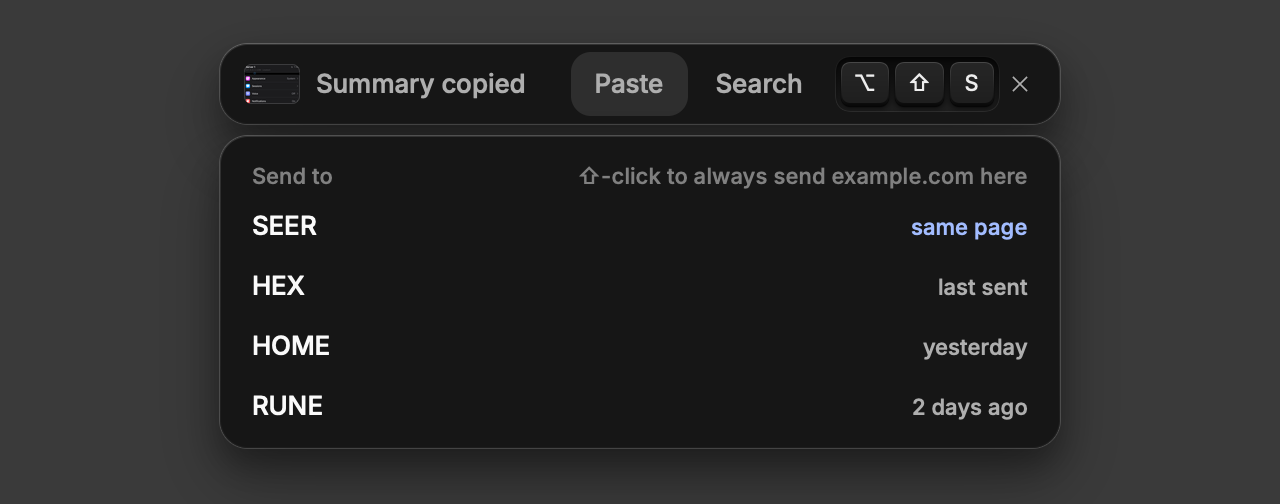 Summary copied Paste Search ⌥ ⇧ S
Send to ⇧-click to always send example.com here
SEER same page
HEX last sent
HOME yesterday
RUNE 2 days ago